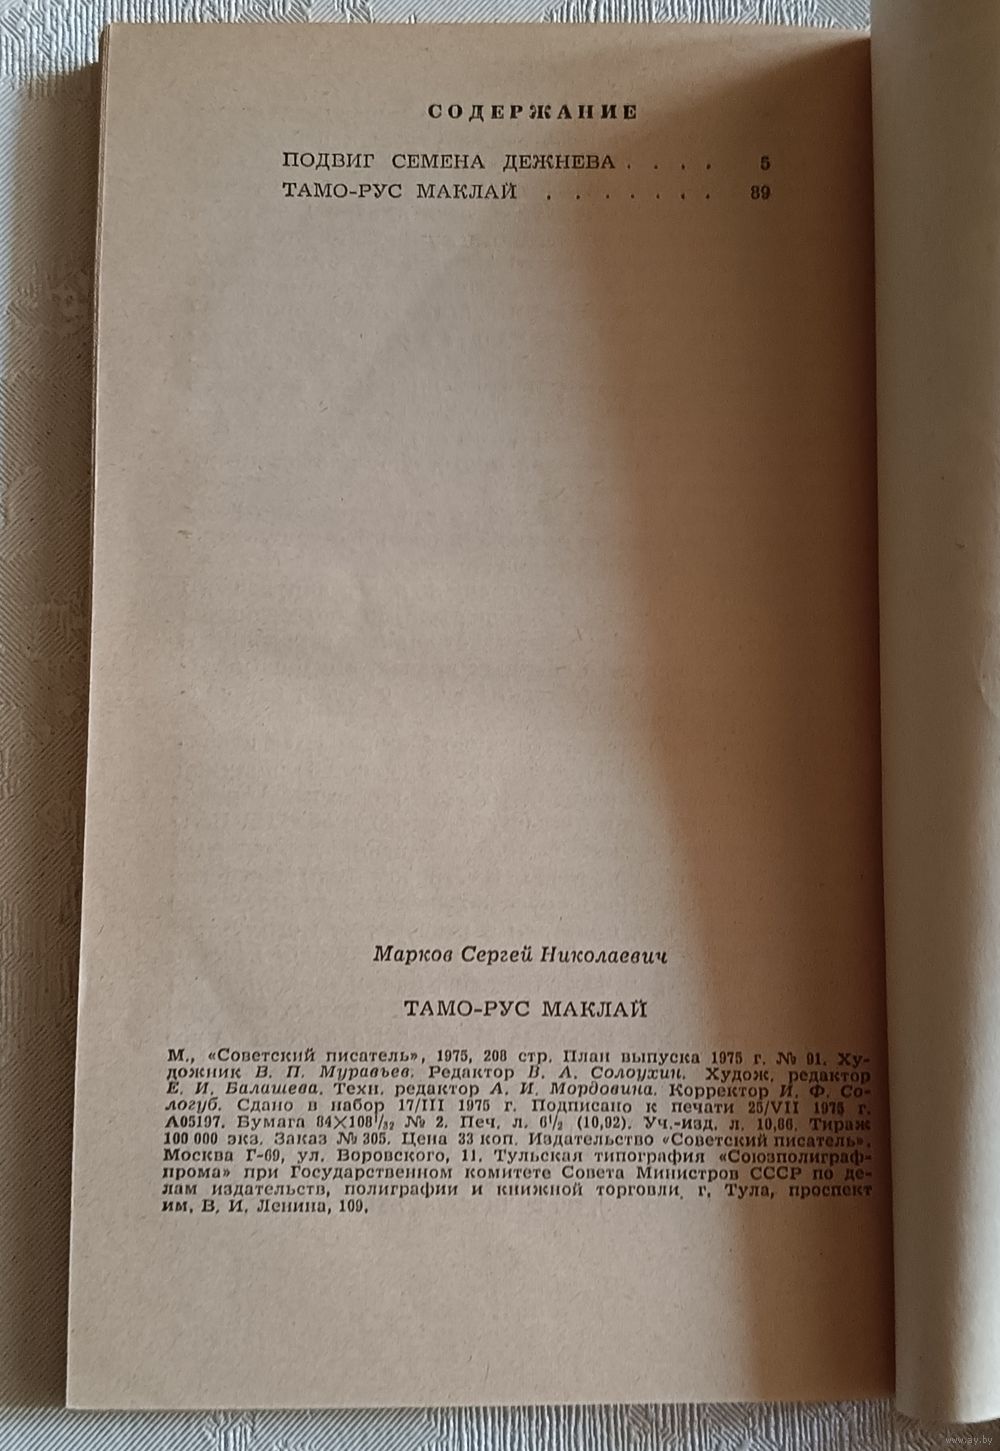 СОДЕРЖАНИЕ
ПОДВИГ СЕМЕНА ДЕЖНЕВА . . . . 5
ТАМО-РУС МАКЛАЙ . . . . . . . 89
Марков Сергей Николаевич
ТАМО-РУС МАКЛАЙ
М., «Советский писатель», 1975, 208 стр. План выпуска 1975 г. № 91. Ху-
дожник В. П. Муравьев. Редактор В. А. Солоухин. Худож. редактор
Е. И. Балашева. Техн. редактор А. И. Мордовина. Корректор И. Ф. Со-
логуб. Сдано в набор 17/III 1975 г. Подписано к печати 25/VII 1975 г.
А05197. Бумага 84×108¹/₃₂ № 2. Печ. л. 6¹/₂ (10,92). Уч.-изд. л. 10,86. Тираж
100 000 экз. Заказ № 305. Цена 33 коп. Издательство «Советский писатель».
Москва Г-69, ул. Воровского, 11. Тульская типография «Союзполиграф-
прома» при Государственном комитете Совета Министров СССР по де-
лам издательств, полиграфии и книжной торговли, г. Тула, проспект
им. В. И. Ленина, 109.
www.ay.by